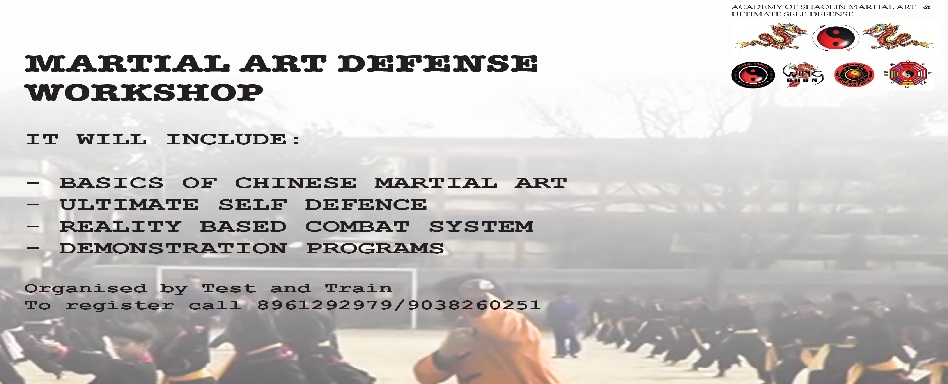 ACADEMY OF SHAOLIN MARTIAL ART &
ULTIMATE SELF DEFENSE
MARTIAL ART DEFENSE
WORKSHOP
IT WILL INCLUDE:
- BASICS OF CHINESE MARTIAL ART
- ULTIMATE SELF DEFENCE
- REALITY BASED COMBAT SYSTEM
- DEMONSTRATION PROGRAMS
Organised by Test and Train
To register call 8961292979/9038260251